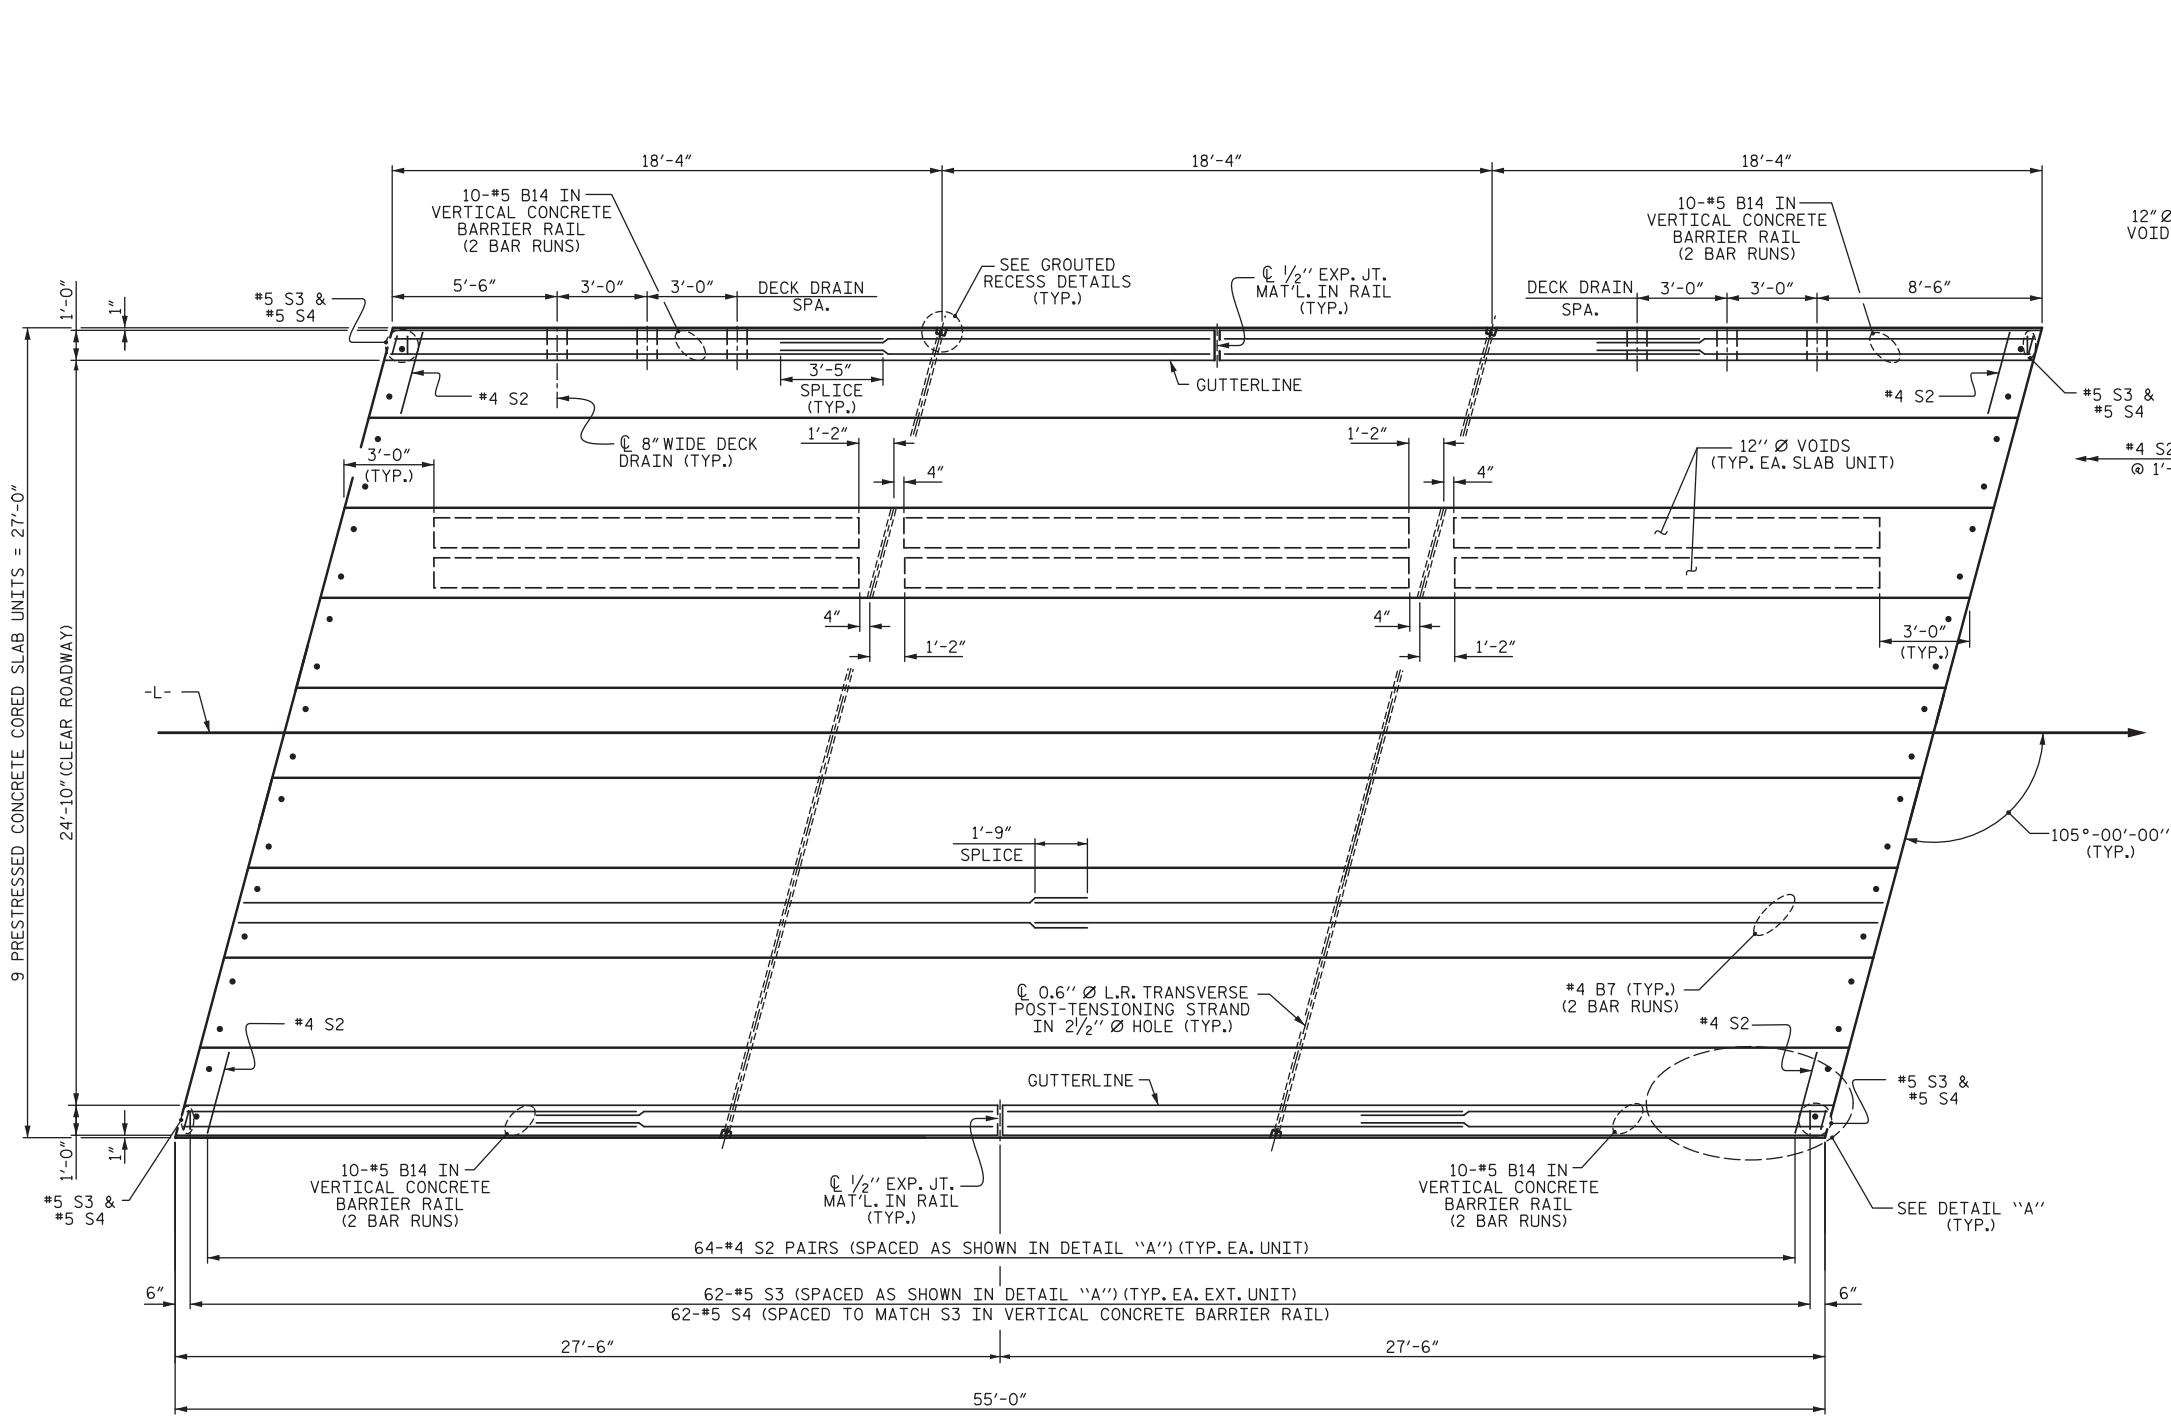 18'-4"
18'-4"
18'-4"
10-#5 B14 IN
VERTICAL CONCRETE
BARRIER RAIL
(2 BAR RUNS)
10-#5 B14 IN
VERTICAL CONCRETE
BARRIER RAIL
(2 BAR RUNS)
12" Ø
VOID
SEE GROUTED
RECESS DETAILS
(TYP.)
℄ 1/2" EXP. JT.
MAT'L. IN RAIL
(TYP.)
#5 S3 &
#5 S4
5'-6"
3'-0"
3'-0"
DECK DRAIN
SPA.
DECK DRAIN
SPA.
3'-0"
3'-0"
8'-6"
1'-0"
1"
3'-5"
SPLICE
(TYP.)
GUTTERLINE
#4 S2
#4 S2
#5 S3 &
#5 S4
℄ 8" WIDE DECK
DRAIN (TYP.)
1'-2"
1'-2"
12" Ø VOIDS
(TYP. EA. SLAB UNIT)
#4 S2
@ 1'-
3'-0"
(TYP.)
4"
4"
9 PRESTRESSED CONCRETE CORED SLAB UNITS = 27'-0"
24'-10" (CLEAR ROADWAY)
4"
4"
1'-2"
1'-2"
3'-0"
(TYP.)
-L-
105°-00'-00"
(TYP.)
1'-9"
SPLICE
℄ 0.6" Ø L.R. TRANSVERSE
POST-TENSIONING STRAND
IN 2 1/2" Ø HOLE (TYP.)
#4 B7 (TYP.)
(2 BAR RUNS)
#4 S2
#4 S2
GUTTERLINE
#5 S3 &
#5 S4
1'-0"
1"
#5 S3 &
#5 S4
10-#5 B14 IN
VERTICAL CONCRETE
BARRIER RAIL
(2 BAR RUNS)
℄ 1/2" EXP. JT.
MAT'L. IN RAIL
(TYP.)
10-#5 B14 IN
VERTICAL CONCRETE
BARRIER RAIL
(2 BAR RUNS)
SEE DETAIL "A"
(TYP.)
64-#4 S2 PAIRS (SPACED AS SHOWN IN DETAIL "A") (TYP. EA. UNIT)
6"
62-#5 S3 (SPACED AS SHOWN IN DETAIL "A") (TYP. EA. EXT. UNIT)
6"
62-#5 S4 (SPACED TO MATCH S3 IN VERTICAL CONCRETE BARRIER RAIL)
27'-6"
27'-6"
55'-0"